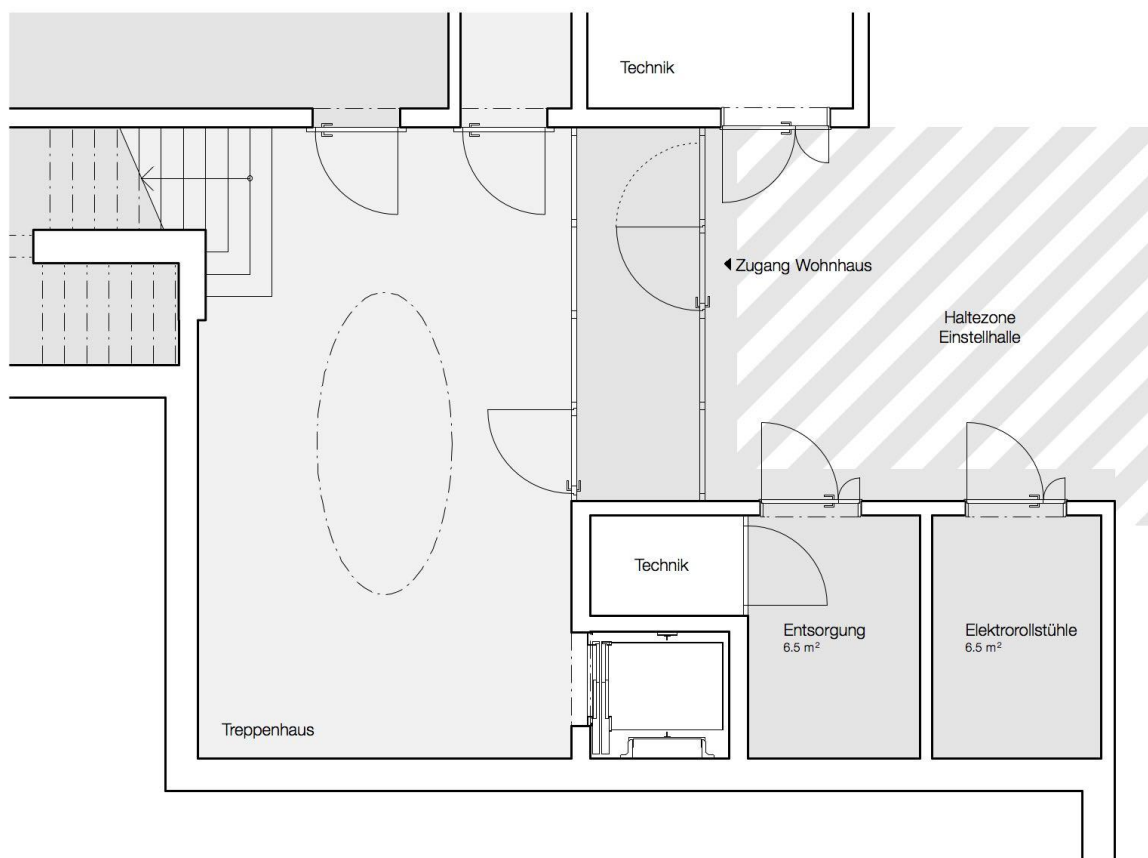 Technik
Zugang Wohnhaus
Haltezone
Einstellhalle
Technik
Entsorgung
6.5 m²
Elektrorollstühle
6.5 m²
Treppenhaus